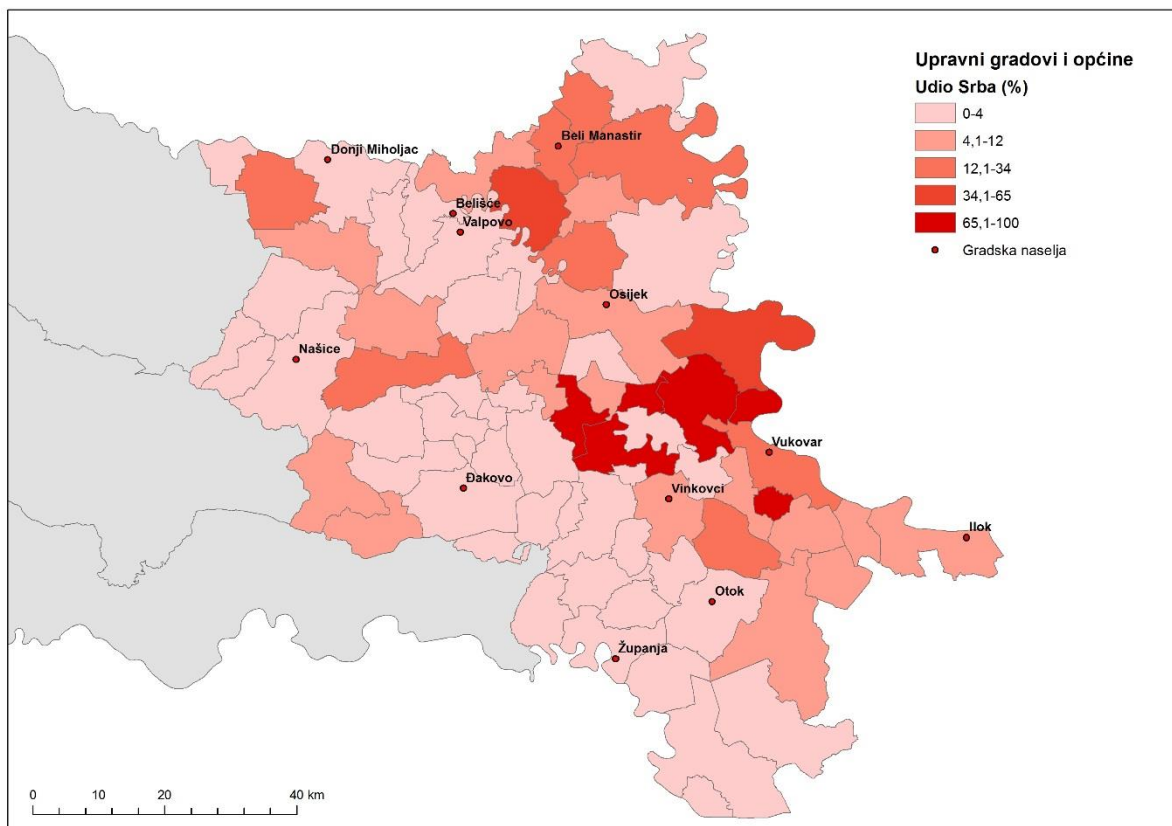 Upravni gradovi i općine
Udio Srba (%)
0-4
4,1-12
12,1-34
34,1-65
65,1-100
Gradska naselja
Beli Manastir
Donji Miholjac
Belišće
Valpovo
Osijek
Našice
Vukovar
Đakovo
Vinkovci
Ilok
Otok
Županja
0 10 20 40 km